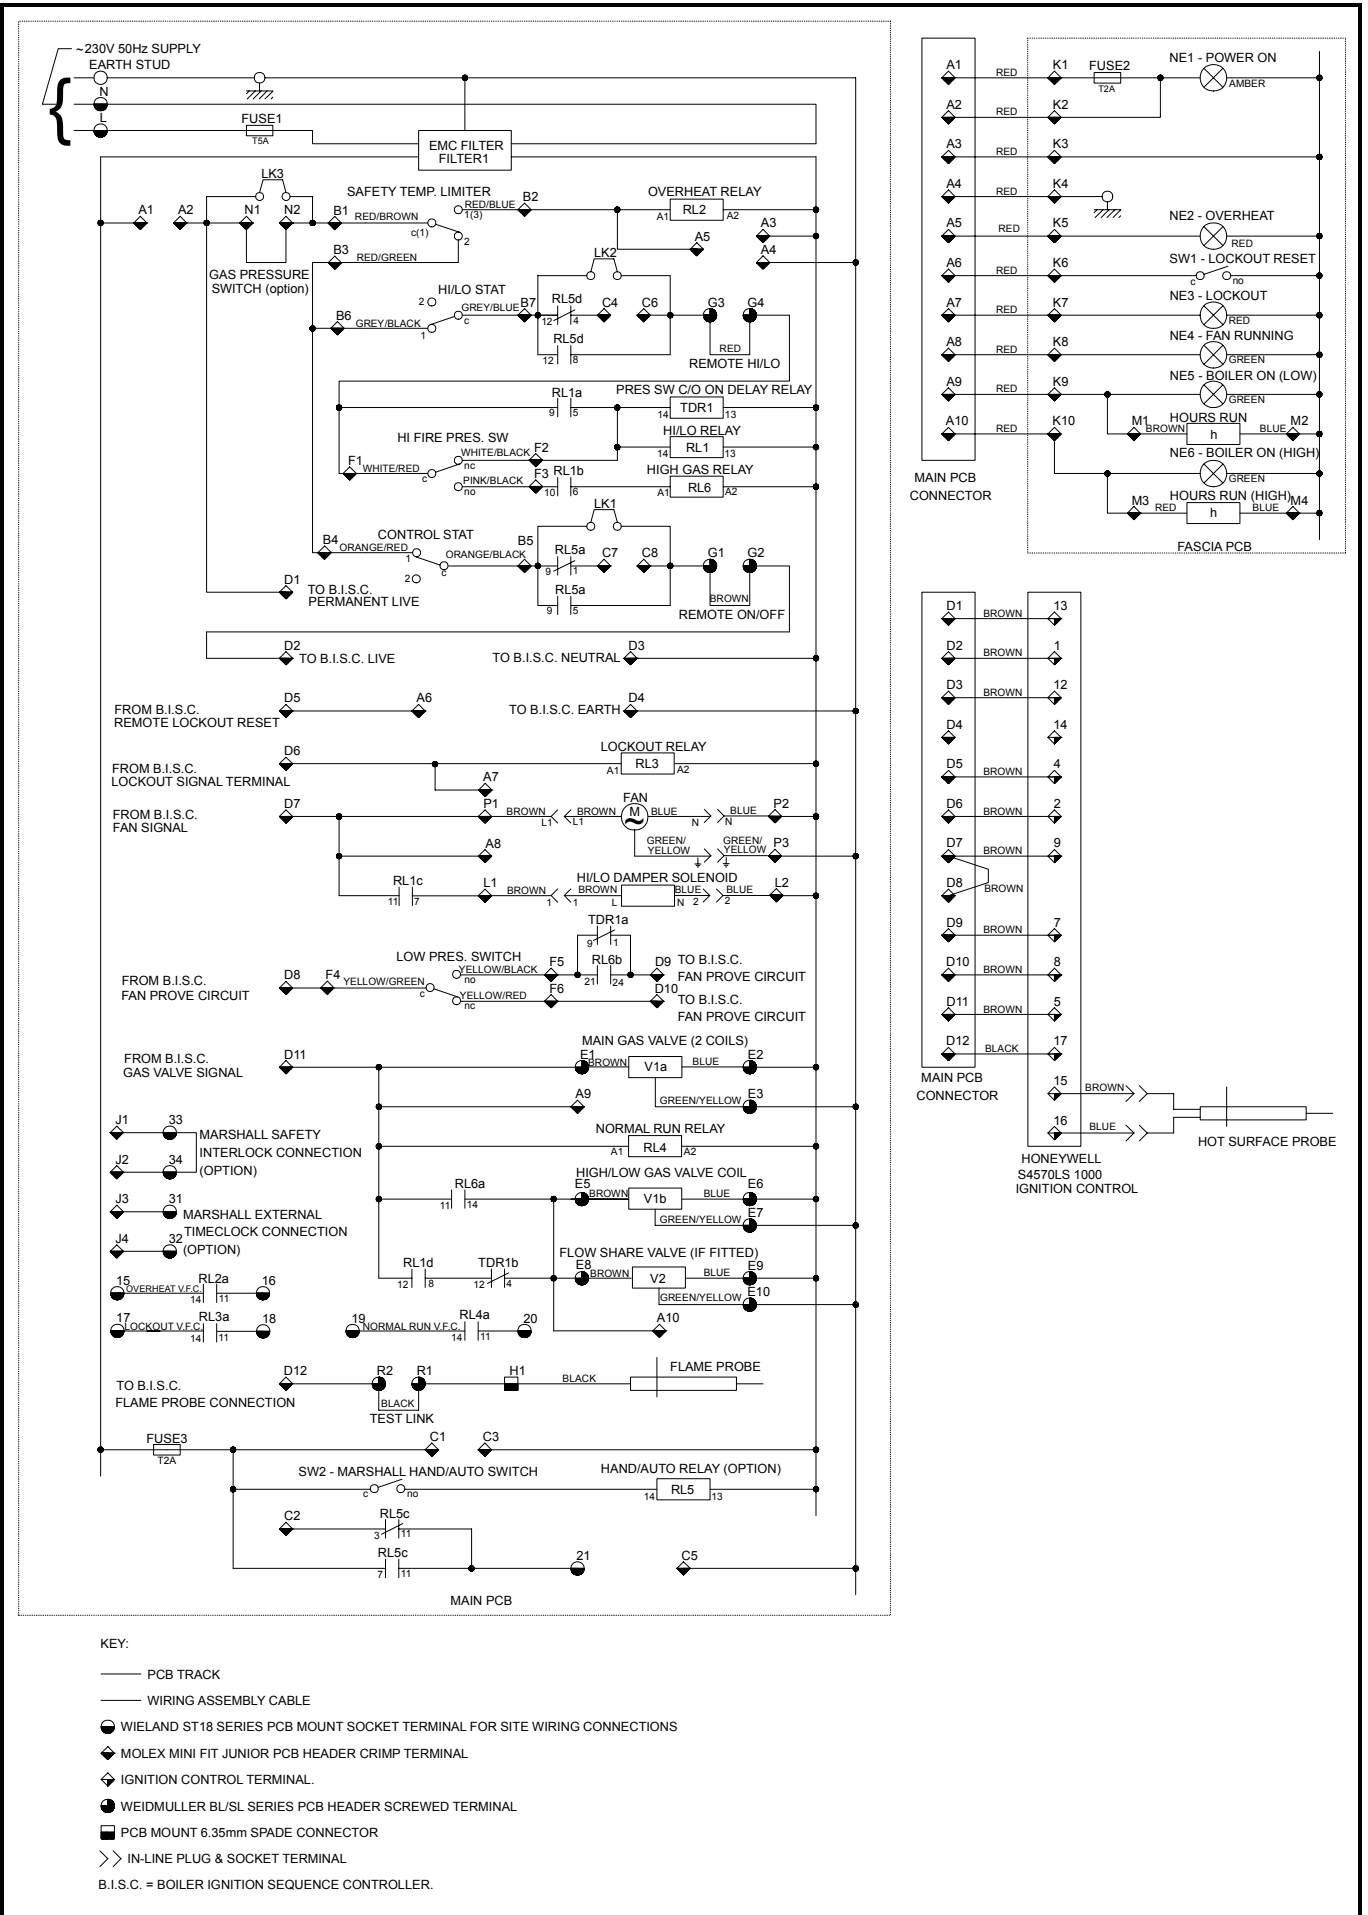 ~230V 50Hz SUPPLY
EARTH STUD
N
L
FUSE1
T5A
EMC FILTER
FILTER1
LK3
SAFETY TEMP. LIMITER
OVERHEAT RELAY
A1 A2 N1 N2 B1 RED/BROWN c(1) RED/BLUE 1(3) B2 A1 RL2 A2
2
A5 A3
A4
B3 RED/GREEN
GAS PRESSURE
SWITCH (option)
LK2
HI/LO STAT
B6 GREY/BLACK 2 1 c GREY/BLUE B7 RL5d 12 4 C4 C6 G3 G4
RL5d
12 8
RED
REMOTE HI/LO
PRES SW C/O ON DELAY RELAY
RL1a 9 5 14 TDR1 13
HI/LO RELAY
14 RL1 13
HI FIRE PRES. SW
F1 WHITE/RED c WHITE/BLACK nc F2
PINK/BLACK no F3 RL1b 10 6
HIGH GAS RELAY
A1 RL6 A2
LK1
CONTROL STAT
B4 ORANGE/RED 1 2 c ORANGE/BLACK B5 RL5a 9 1 C7 C8 G1 G2
RL5a
9 5
BROWN
REMOTE ON/OFF
D1 TO B.I.S.C.
PERMANENT LIVE
D2 TO B.I.S.C. LIVE
TO B.I.S.C. NEUTRAL D3
FROM B.I.S.C.
REMOTE LOCKOUT RESET
D5 A6
TO B.I.S.C. EARTH D4
FROM B.I.S.C.
LOCKOUT SIGNAL TERMINAL
D6 A7
LOCKOUT RELAY
A1 RL3 A2
FROM B.I.S.C.
FAN SIGNAL
D7 P1 BROWN L1 BROWN L1 FAN M BLUE N BLUE N P2
GREEN/
YELLOW
GREEN/
YELLOW P3
A8
HI/LO DAMPER SOLENOID
RL1c 11 7 L1 BROWN 1 BROWN 1 L N BLUE 2 BLUE 2 L2
TDR1a
9 1
LOW PRES. SWITCH
FROM B.I.S.C.
FAN PROVE CIRCUIT
D8 F4 YELLOW/GREEN c YELLOW/BLACK no F5 RL6b 21 24 D9 TO B.I.S.C.
FAN PROVE CIRCUIT
YELLOW/RED nc F6 D10 TO B.I.S.C.
FAN PROVE CIRCUIT
MAIN GAS VALVE (2 COILS)
FROM B.I.S.C.
GAS VALVE SIGNAL
D11 E1 BROWN V1a BLUE E2
GREEN/YELLOW E3
A9
NORMAL RUN RELAY
A1 RL4 A2
J1 33 MARSHALL SAFETY
INTERLOCK CONNECTION
J2 34 (OPTION)
J3 31 MARSHALL EXTERNAL
TIMECLOCK CONNECTION
J4 32 (OPTION)
HIGH/LOW GAS VALVE COIL
RL6a 11 14 E5 BROWN V1b BLUE E6
GREEN/YELLOW E7
FLOW SHARE VALVE (IF FITTED)
RL1d 12 8 TDR1b 12 4 E8 BROWN V2 BLUE E9
GREEN/YELLOW E10
A10
15 OVERHEAT V.F.C. RL2a 14 11 16
17 LOCKOUT V.F.C. RL3a 14 11 18
19 NORMAL RUN V.F.C. RL4a 14 11 20
TO B.I.S.C.
FLAME PROBE CONNECTION
D12 R2 R1 H1 BLACK FLAME PROBE
BLACK
TEST LINK
FUSE3
T2A
C1 C3
SW2 - MARSHALL HAND/AUTO SWITCH
c no
HAND/AUTO RELAY (OPTION)
14 RL5 13
C2 RL5c 3 11
RL5c 7 11 21 C5
MAIN PCB
A1 RED K1 FUSE2 T2A NE1 - POWER ON AMBER
A2 RED K2
A3 RED K3
A4 RED K4
A5 RED K5 NE2 - OVERHEAT RED
A6 RED K6 SW1 - LOCKOUT RESET c no
A7 RED K7 NE3 - LOCKOUT RED
A8 RED K8 NE4 - FAN RUNNING GREEN
A9 RED K9 NE5 - BOILER ON (LOW) GREEN
M1 BROWN HOURS RUN h BLUE M2
A10 RED K10 NE6 - BOILER ON (HIGH) GREEN
M3 RED HOURS RUN (HIGH) h BLUE M4
MAIN PCB
CONNECTOR
FASCIA PCB
D1 BROWN 13
D2 BROWN 1
D3 BROWN 12
D4 14
D5 BROWN 4
D6 BROWN 2
D7 BROWN 9
D8 BROWN
D9 BROWN 7
D10 BROWN 8
D11 BROWN 5
D12 BLACK 17
MAIN PCB
CONNECTOR
15 BROWN
16 BLUE
HOT SURFACE PROBE
HONEYWELL
S4570LS 1000
IGNITION CONTROL
KEY:
PCB TRACK
WIRING ASSEMBLY CABLE
WIELAND ST18 SERIES PCB MOUNT SOCKET TERMINAL FOR SITE WIRING CONNECTIONS
MOLEX MINI FIT JUNIOR PCB HEADER CRIMP TERMINAL
IGNITION CONTROL TERMINAL.
WEIDMULLER BL/SL SERIES PCB HEADER SCREWED TERMINAL
PCB MOUNT 6.35mm SPADE CONNECTOR
IN-LINE PLUG & SOCKET TERMINAL
B.I.S.C. = BOILER IGNITION SEQUENCE CONTROLLER.